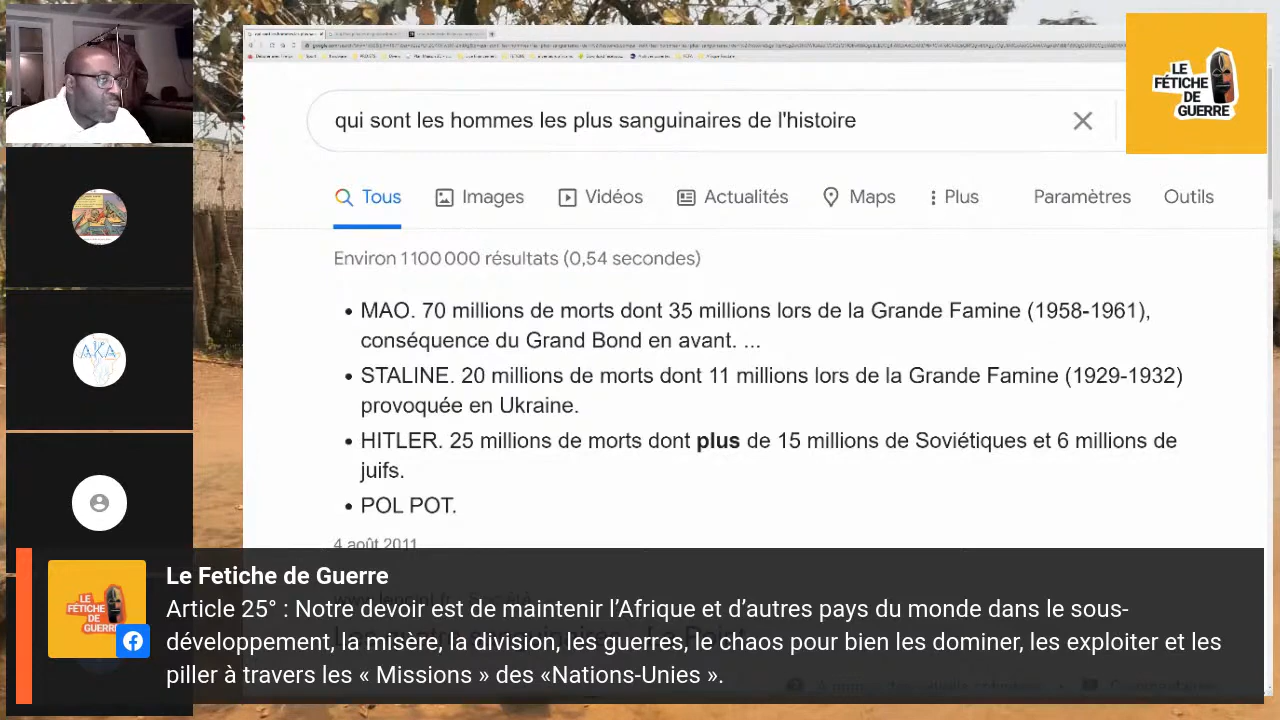 qui sont les hommes les plus sanguinaires de l'histoire
LE
FÉTICHE
DE
GUERRE
Tous Images Vidéos Actualités Maps Plus Paramètres Outils
Environ 1 100 000 résultats (0,54 secondes)
• MAO. 70 millions de morts dont 35 millions lors de la Grande Famine (1958-1961),
conséquence du Grand Bond en avant. ...
• STALINE. 20 millions de morts dont 11 millions lors de la Grande Famine (1929-1932)
provoquée en Ukraine.
• HITLER. 25 millions de morts dont plus de 15 millions de Soviétiques et 6 millions de
juifs.
• POL POT.
4 août 2011
AKA
LE
FÉTICHE
DE
GUERRE
Le Fetiche de Guerre
Article 25° : Notre devoir est de maintenir l’Afrique et d’autres pays du monde dans le sous-
développement, la misère, la division, les guerres, le chaos pour bien les dominer, les exploiter et les
piller à travers les « Missions » des «Nations-Unies ».